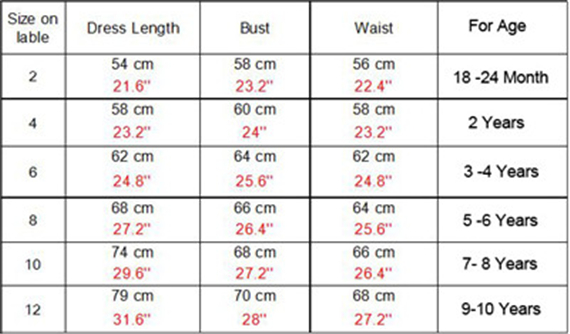 Size on lable Dress Length Bust Waist For Age
2 54 cm 58 cm 56 cm 18 -24 Month
21.6" 23.2" 22.4"
4 58 cm 60 cm 58 cm 2 Years
23.2" 24" 23.2"
6 62 cm 64 cm 62 cm 3 -4 Years
24.8" 25.6" 24.8"
8 68 cm 66 cm 64 cm 5 -6 Years
27.2" 26.4" 25.6"
10 74 cm 68 cm 66 cm 7- 8 Years
29.6" 27.2" 26.4"
12 79 cm 70 cm 68 cm 9-10 Years
31.6" 28" 27.2"